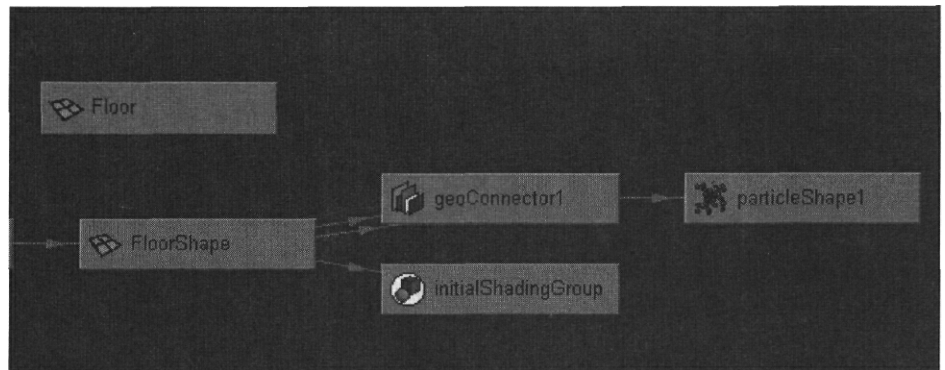 Floor
geoConnector1
particleShape1
FloorShape
initialShadingGroup